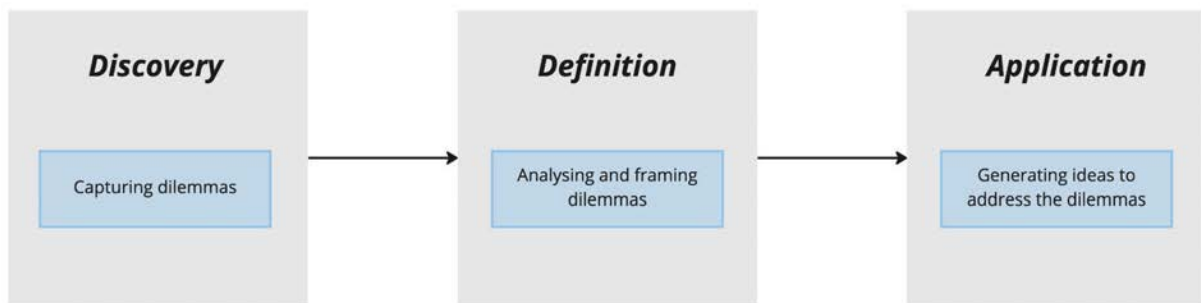 Discovery
Capturing dilemmas
Definition
Analysing and framing
dilemmas
Application
Generating ideas to
address the dilemmas